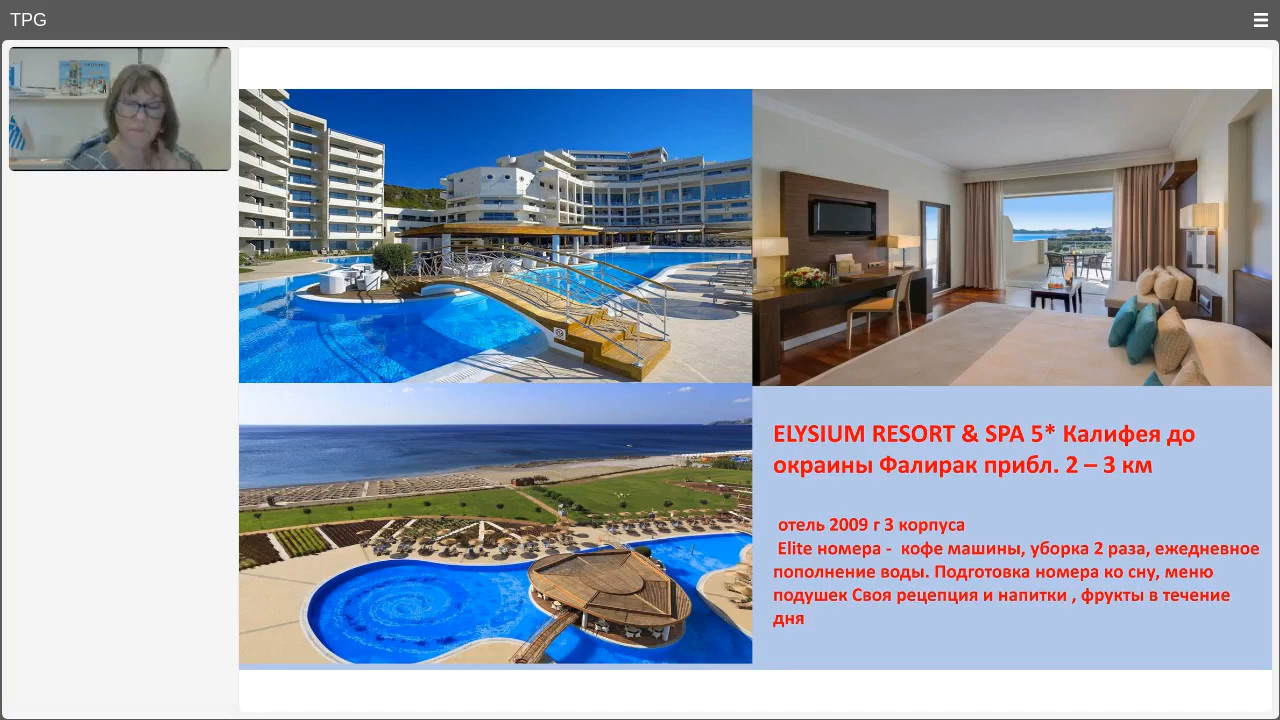 TPG
ELYSIUM RESORT & SPA 5* Калифея до
окраины Фалирак прибл. 2 – 3 км
отель 2009 г 3 корпуса
Elite номера - кофе машины, уборка 2 раза, ежедневное
пополнение воды. Подготовка номера ко сну, меню
подушек Своя рецепция и напитки , фрукты в течение
дня